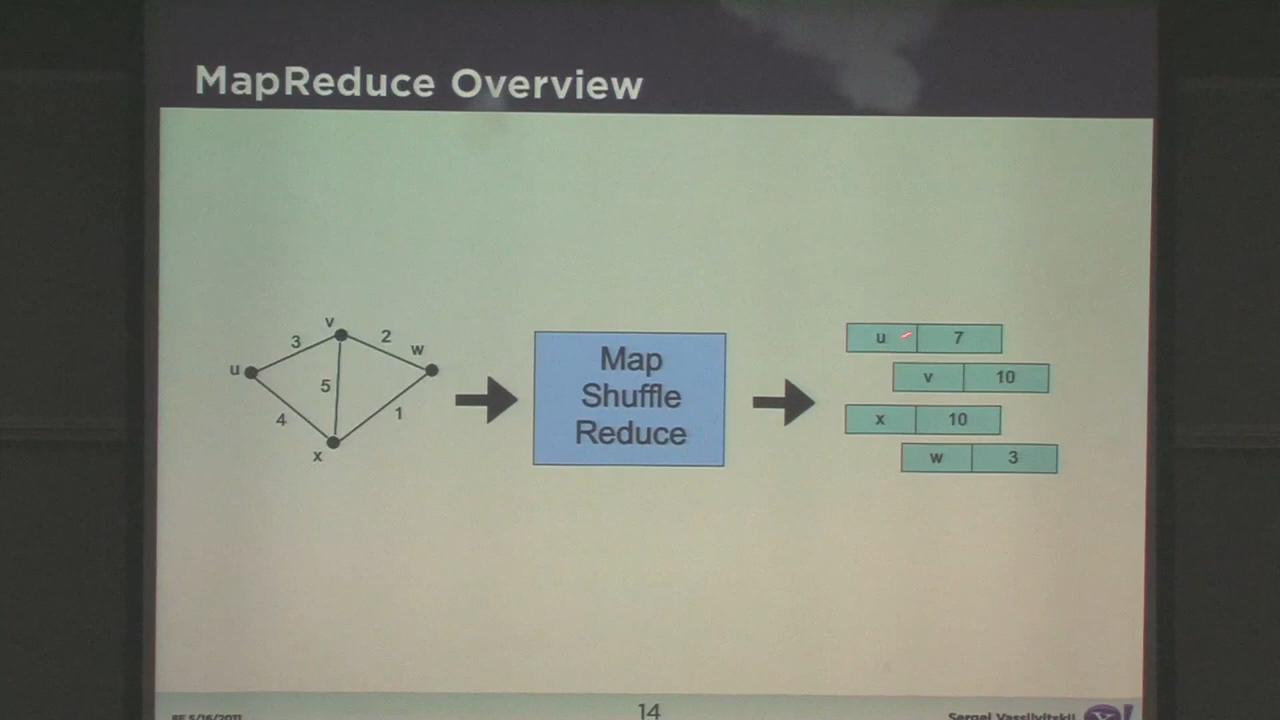 MapReduce Overview
v
3
2
w
u
5
4
1
x
Map
Shuffle
Reduce
u 7
v 10
x 10
w 3
14
Sergei Vassilvitskii